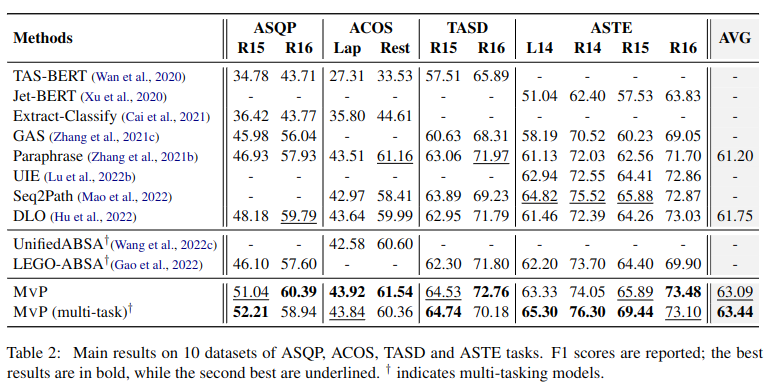 Methods ASQP ACOS TASD ASTE AVG
R15 R16 Lap Rest R15 R16 L14 R14 R15 R16
TAS-BERT (Wan et al., 2020) 34.78 43.71 27.31 33.53 57.51 65.89 - - - - -
Jet-BERT (Xu et al., 2020) - - - - - - 51.04 62.40 57.53 63.83 -
Extract-Classify (Cai et al., 2021) 36.42 43.77 35.80 44.61 - - - - - - -
GAS (Zhang et al., 2021c) 45.98 56.04 - - 60.63 68.31 58.19 70.52 60.23 69.05 -
Paraphrase (Zhang et al., 2021b) 46.93 57.93 43.51 61.16 63.06 71.97 61.13 72.03 62.56 71.70 61.20
UIE (Lu et al., 2022b) - - - - - - 62.94 72.55 64.41 72.86 -
Seq2Path (Mao et al., 2022) - - 42.97 58.41 63.89 69.23 64.82 75.52 65.88 72.87 -
DLO (Hu et al., 2022) 48.18 59.79 43.64 59.99 62.95 71.79 61.46 72.39 64.26 73.03 61.75
UnifiedABSA† (Wang et al., 2022c) - - 42.58 60.60 - - - - - - -
LEGO-ABSA† (Gao et al., 2022) 46.10 57.60 - - 62.30 71.80 62.20 73.70 64.40 69.90 -
MVP 51.04 60.39 43.92 61.54 64.53 72.76 63.33 74.05 65.89 73.48 63.09
MVP (multi-task)† 52.21 58.94 43.84 60.36 64.74 70.18 65.30 76.30 69.44 73.10 63.44
Table 2: Main results on 10 datasets of ASQP, ACOS, TASD and ASTE tasks. F1 scores are reported; the best
results are in bold, while the second best are underlined. † indicates multi-tasking models.